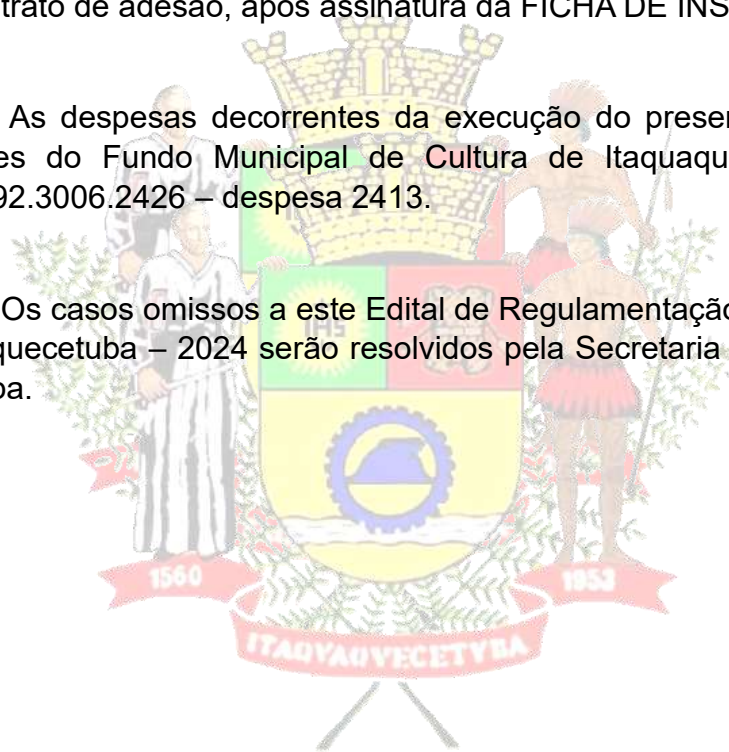 trato de adesão, após assinatura da FICHA DE INS
As despesas decorrentes da execução do presen
es do Fundo Municipal de Cultura de Itaquaqu
92.3006.2426 – despesa 2413.
Os casos omissos a este Edital de Regulamentação
quecetuba – 2024 serão resolvidos pela Secretaria
ba.
IHS
1560
1953
ITAQVAQVECETYBA